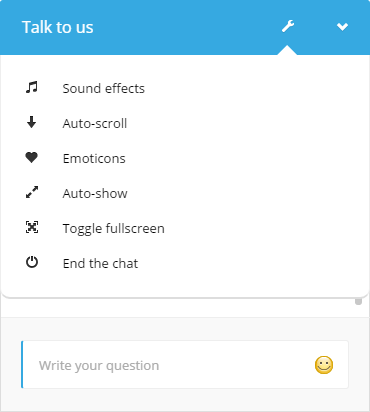 Talk to us
Sound effects
Auto-scroll
Emoticons
Auto-show
Toggle fullscreen
End the chat
Write your question